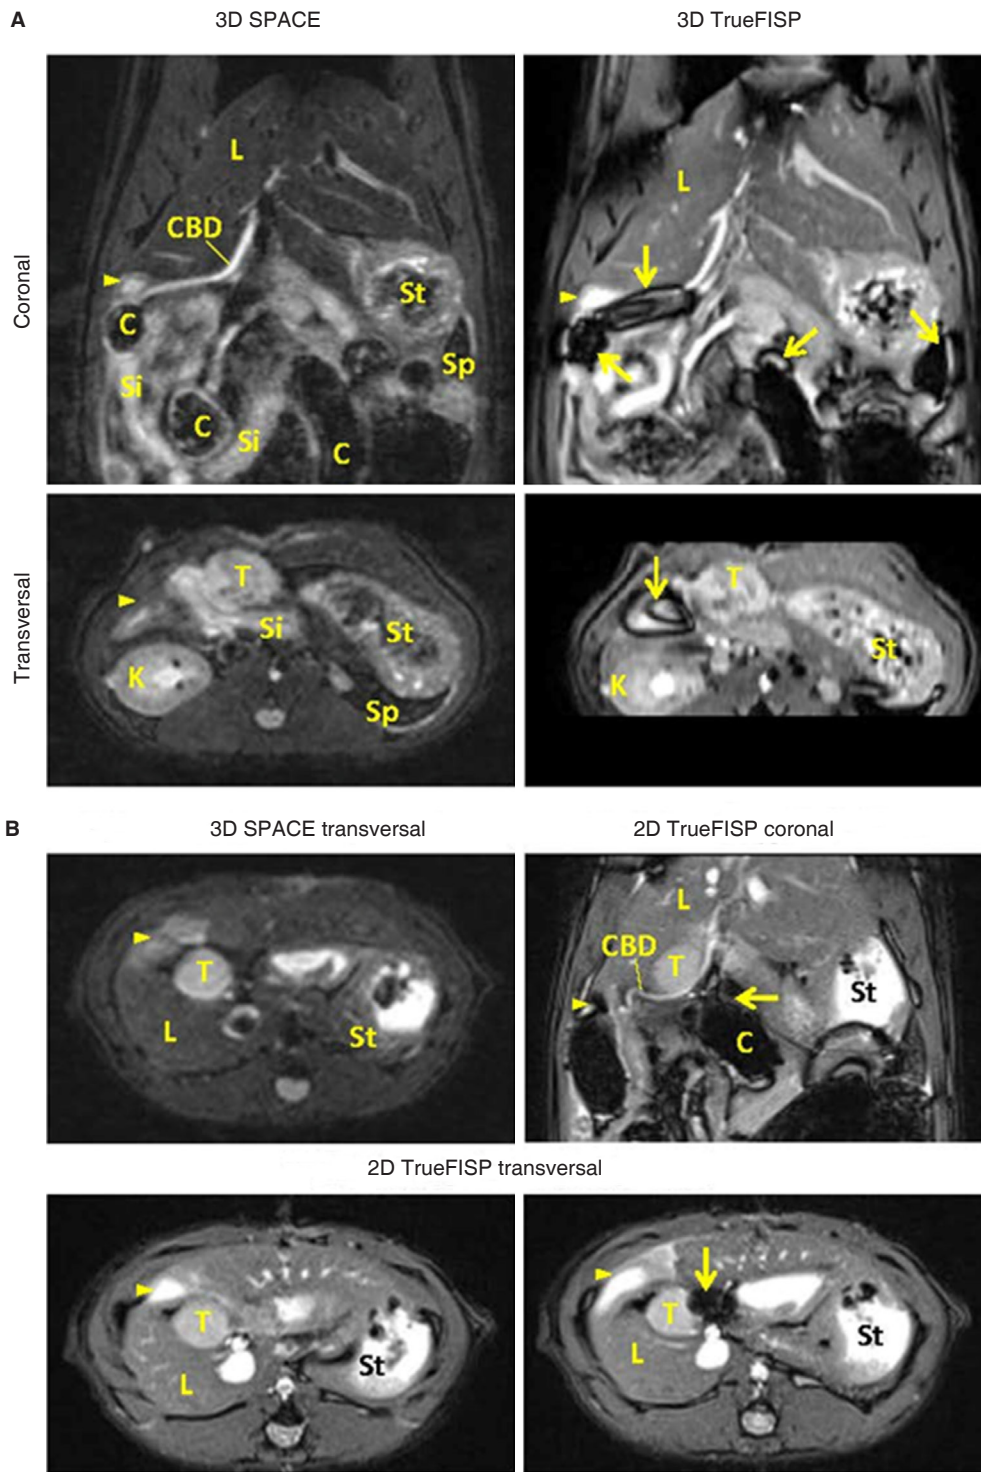 A
3D SPACE
3D TrueFISP
Coronal
L
CBD
C
St
Si
Sp
C
Si
C
L
Transversal
T
Si
St
K
Sp
T
St
K
B
3D SPACE transversal
2D TrueFISP coronal
T
L
St
L
CBD
T
St
C
2D TrueFISP transversal
T
L
St
T
L
St